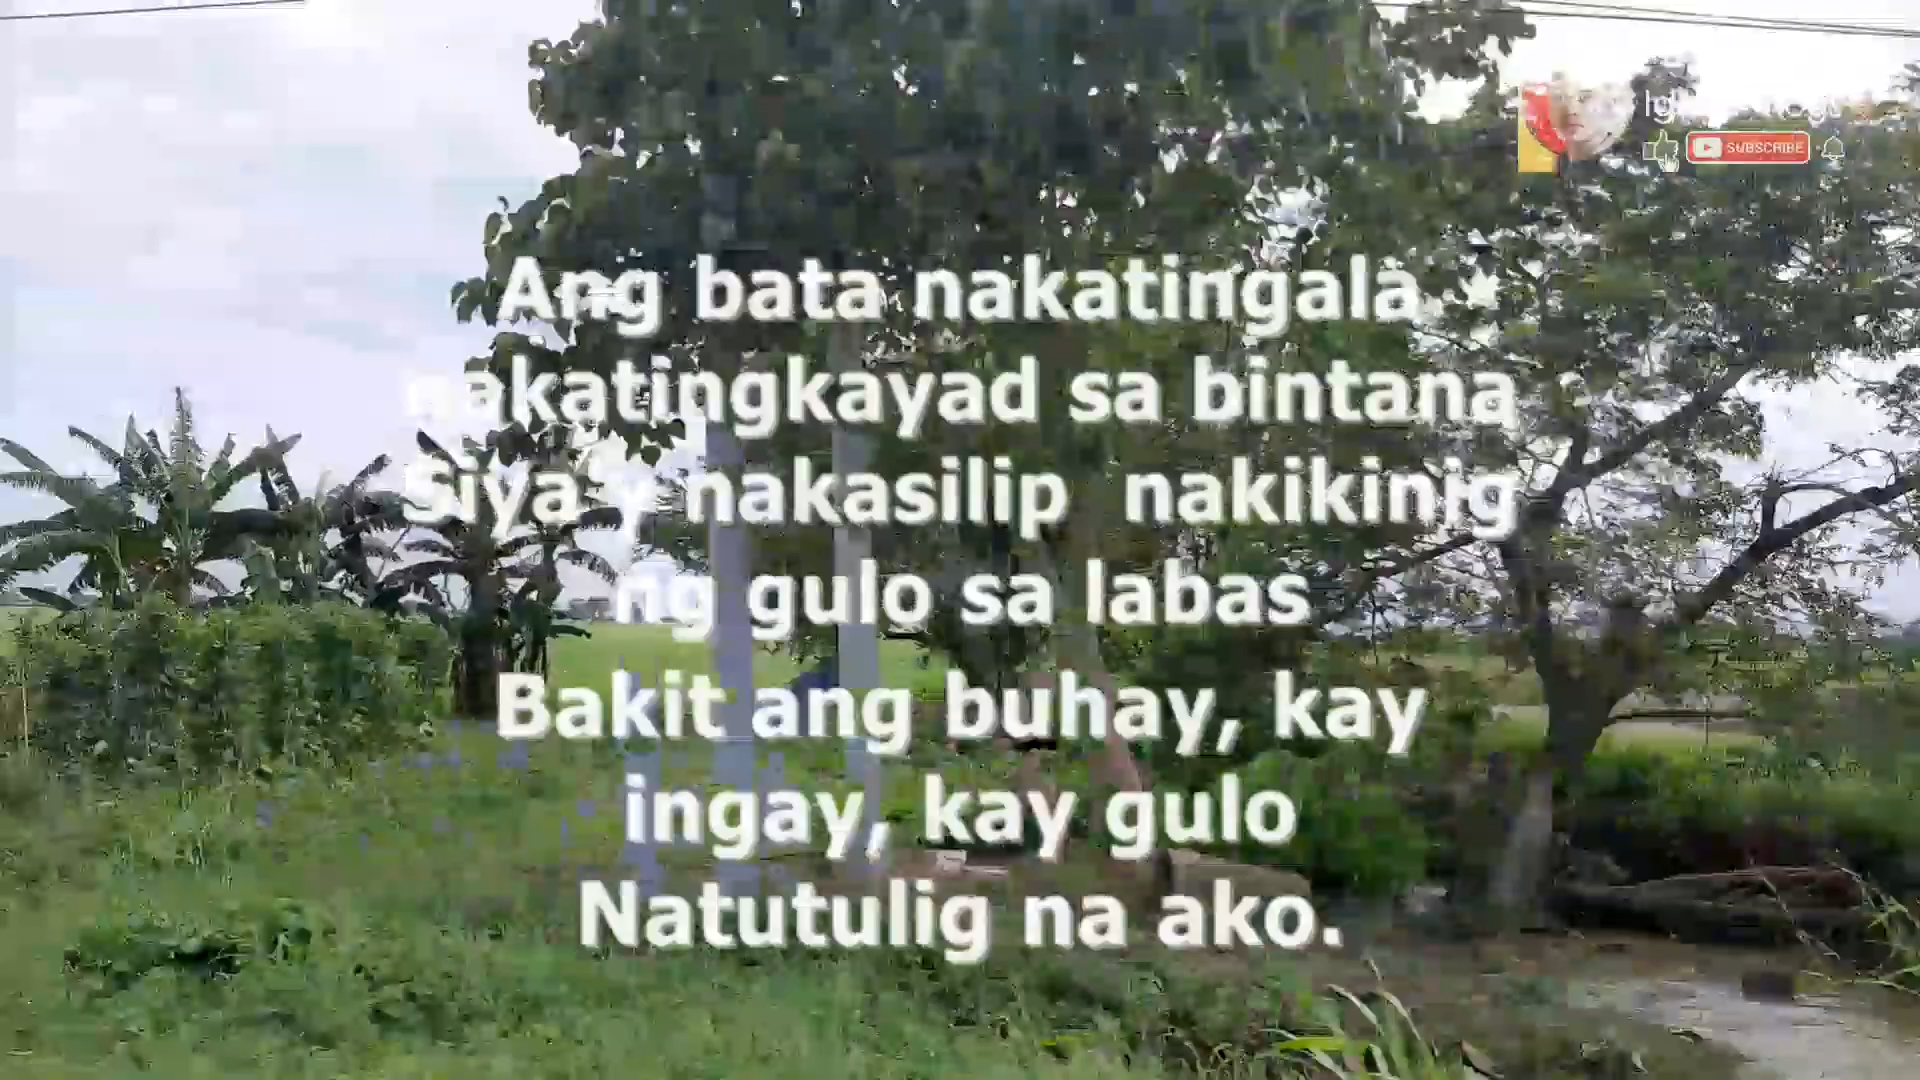 SUBSCRIBE
Ang bata nakatingala
nakatingkayad sa bintana
Siya'y nakasilip nakikinig
ng gulo sa labas
Bakit ang buhay, kay
ingay, kay gulo
Natutulig na ako.